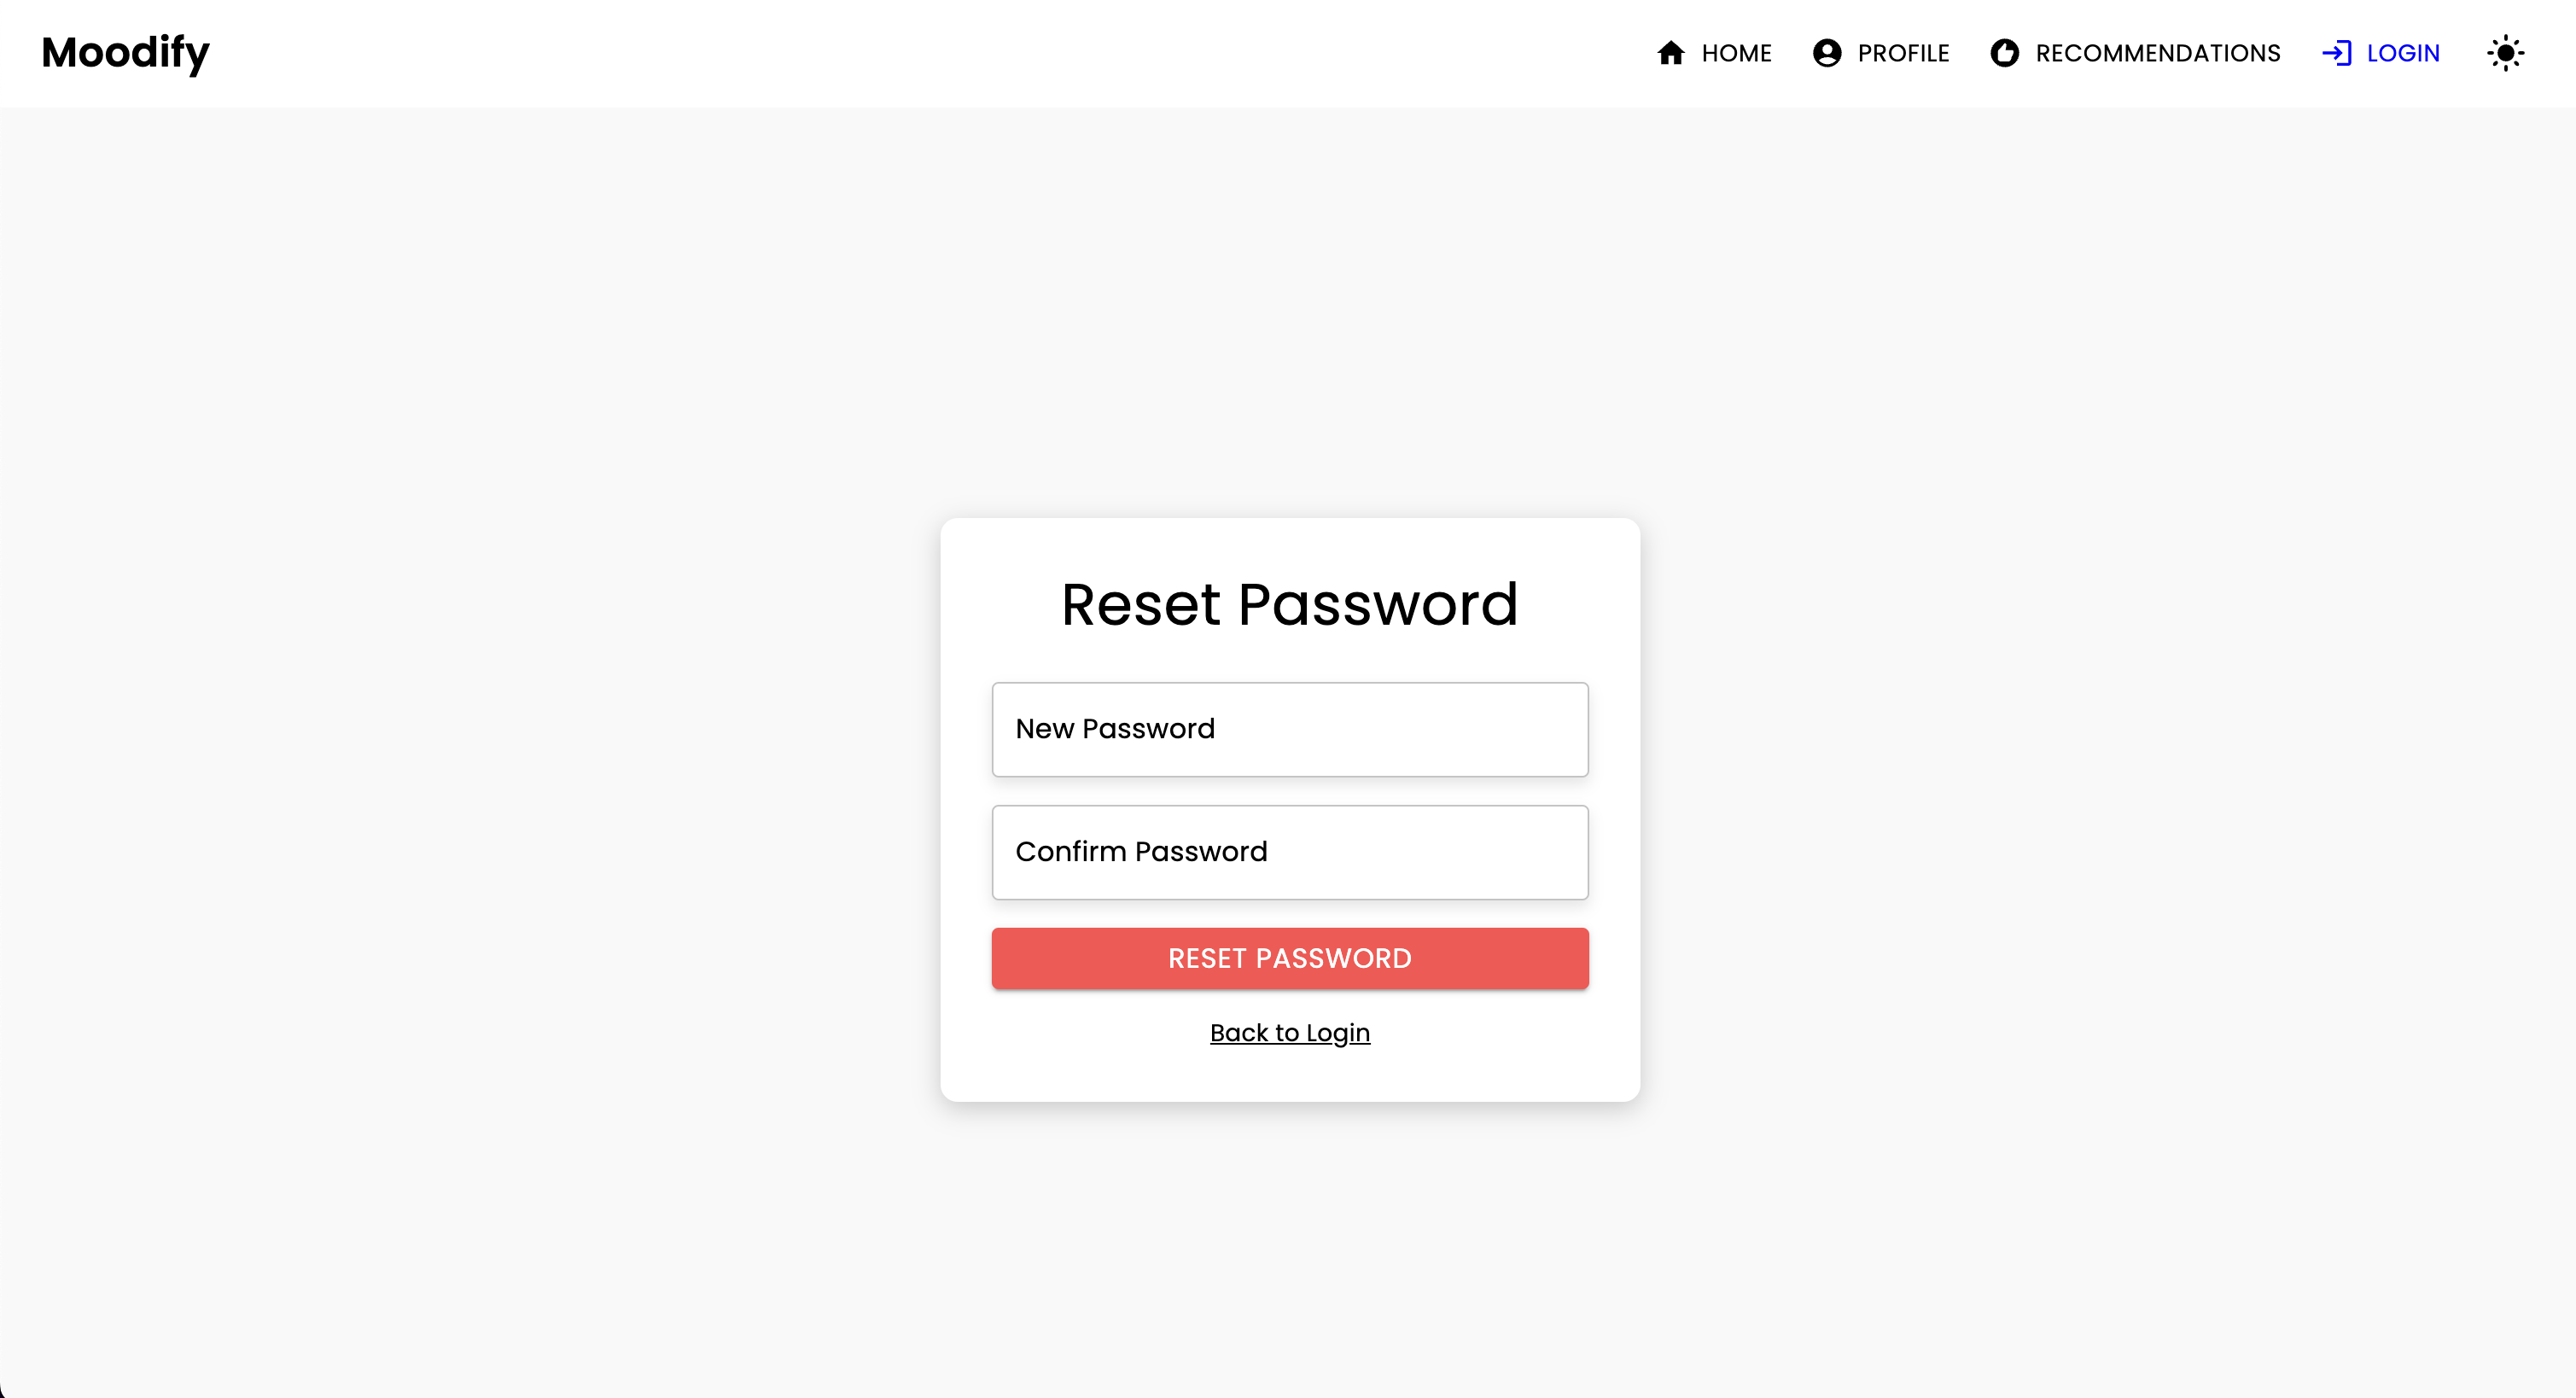 Moodify
HOME PROFILE RECOMMENDATIONS LOGIN
Reset Password
New Password
Confirm Password
RESET PASSWORD
Back to Login